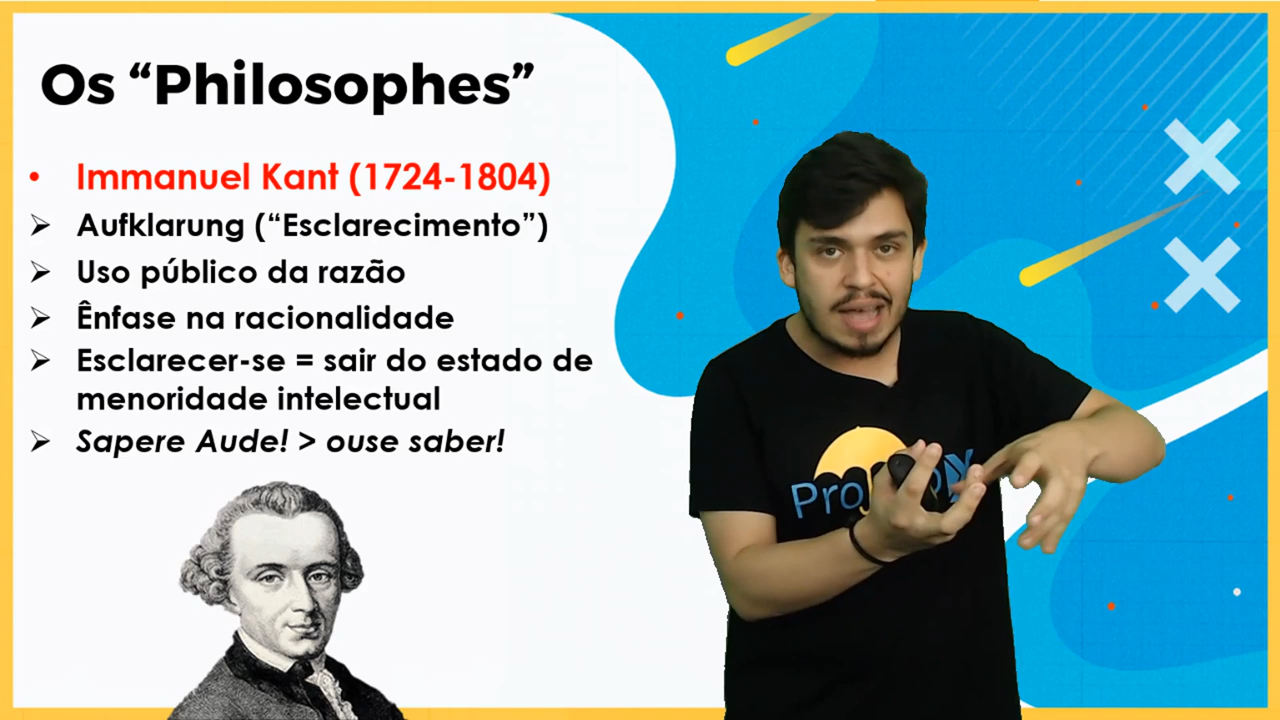 Os “Philosophes”
• Immanuel Kant (1724-1804)
➢ Aufklarung (“Esclarecimento”)
➢ Uso público da razão
➢ Ênfase na racionalidade
➢ Esclarecer-se = sair do estado de
menoridade intelectual
➢ Sapere Aude! > ouse saber!